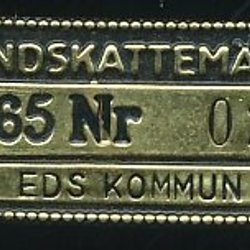 NDSKATTEMÄ
65 Nr 0
EDS KOMMUN